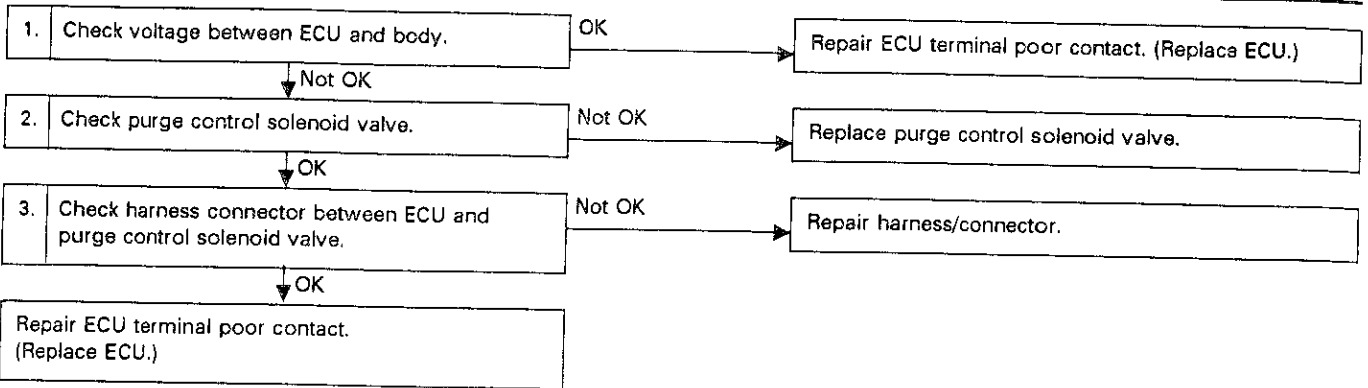 1. Check voltage between ECU and body.
OK
Repair ECU terminal poor contact. (Replace ECU.)
Not OK
2. Check purge control solenoid valve.
Not OK
Replace purge control solenoid valve.
OK
3. Check harness connector between ECU and
purge control solenoid valve.
Not OK
Repair harness/connector.
OK
Repair ECU terminal poor contact.
(Replace ECU.)